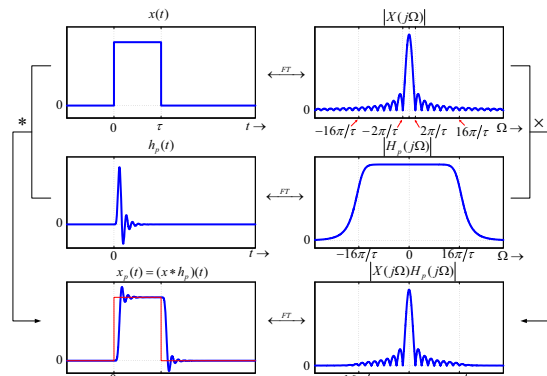 x(t)
|X(jΩ)|
0
0
τ
t →
FT
0
−16π/τ
−2π/τ
2π/τ
16π/τ
Ω →
*
×
h_p(t)
|H_p(jΩ)|
0
0
t →
FT
0
−16π/τ
0
16π/τ
Ω →
x_p(t) = (x * h_p)(t)
|X(jΩ)H_p(jΩ)|
0
FT
0